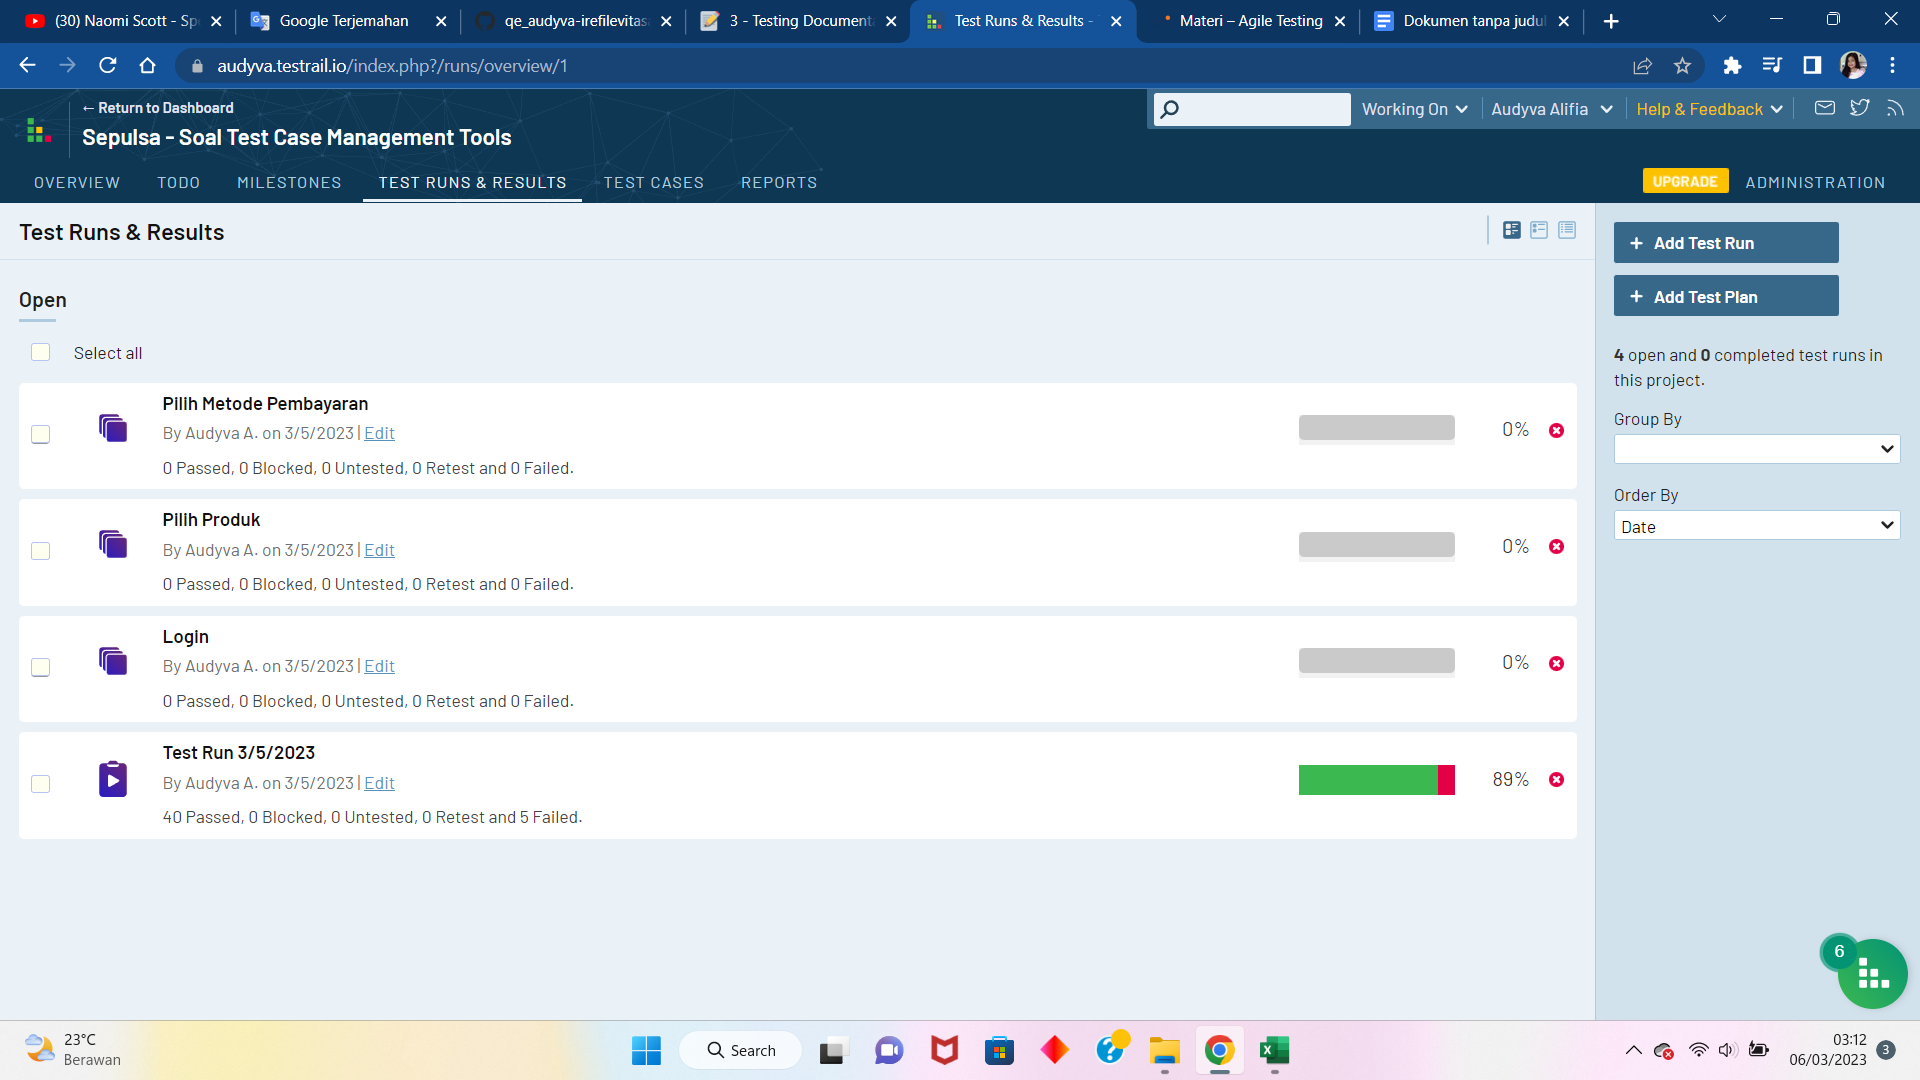 (30) Naomi Scott - Sp
Google Terjemahan
qe_audyva-irefilevitasa
3 - Testing Documenta
Test Runs & Results -
Materi – Agile Testing
Dokumen tanpa judul
audyva.testrail.io/index.php?/runs/overview/1
← Return to Dashboard
Sepulsa - Soal Test Case Management Tools
Working On
Audyva Alifia
Help & Feedback
OVERVIEW
TODO
MILESTONES
TEST RUNS & RESULTS
TEST CASES
REPORTS
UPGRADE
ADMINISTRATION
Test Runs & Results
Open
Select all
Pilih Metode Pembayaran
By Audyva A. on 3/5/2023 | Edit
0 Passed, 0 Blocked, 0 Untested, 0 Retest and 0 Failed.
0%
Pilih Produk
By Audyva A. on 3/5/2023 | Edit
0 Passed, 0 Blocked, 0 Untested, 0 Retest and 0 Failed.
0%
Login
By Audyva A. on 3/5/2023 | Edit
0 Passed, 0 Blocked, 0 Untested, 0 Retest and 0 Failed.
0%
Test Run 3/5/2023
By Audyva A. on 3/5/2023 | Edit
40 Passed, 0 Blocked, 0 Untested, 0 Retest and 5 Failed.
89%
+ Add Test Run
+ Add Test Plan
4 open and 0 completed test runs in
this project.
Group By
Order By
Date
6
23°C
Berawan
Search
03:12
06/03/2023
3